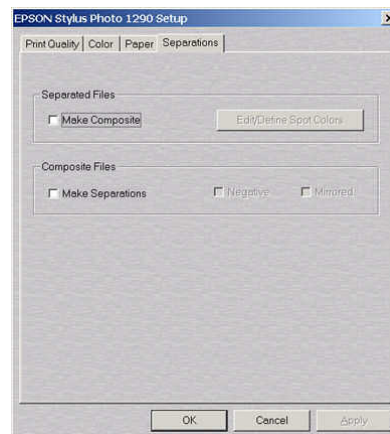 EPSON Stylus Photo 1290 Setup
Print Quality Color Paper Separations
Separated Files
Make Composite Edit/Define Spot Colors
Composite Files
Make Separations Negative Mirrored
OK Cancel Apply